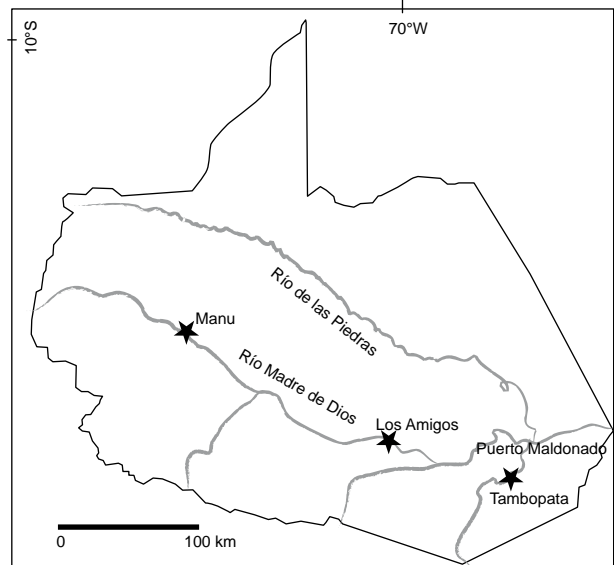 70°W
10°S
Río de las Piedras
Manu
Río Madre de Dios
Los Amigos
Puerto Maldonado
Tambopata
0 100 km